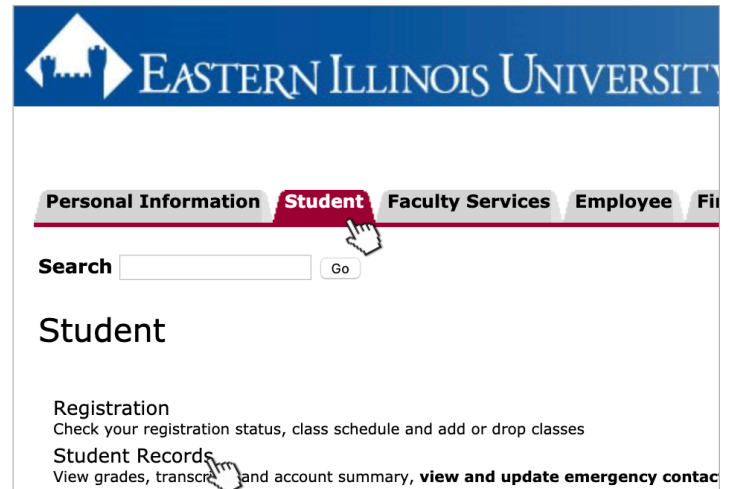 EASTERN ILLINOIS UNIVERSITY
Personal Information Student Faculty Services Employee Fi
Search Go
Student
Registration
Check your registration status, class schedule and add or drop classes
Student Records
View grades, and account summary, view and update emergency contac